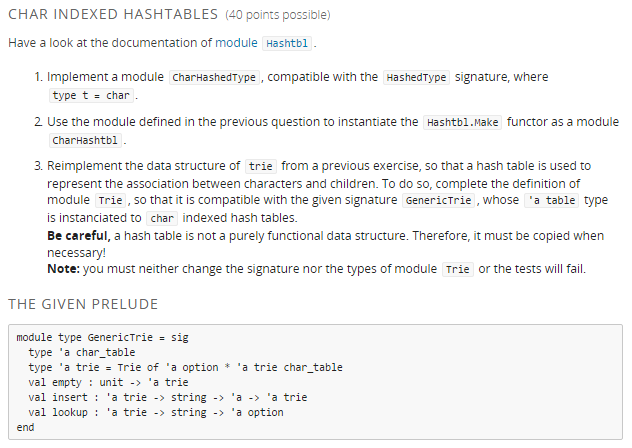 CHAR INDEXED HASHTABLES (40 points possible)
Have a look at the documentation of module Hashtbl.
1. Implement a module CharHashedType, compatible with the HashedType signature, where
type t = char.
2. Use the module defined in the previous question to instantiate the Hashtbl.Make functor as a module
CharHashtbl.
3. Reimplement the data structure of trie from a previous exercise, so that a hash table is used to
represent the association between characters and children. To do so, complete the definition of
module Trie, so that it is compatible with the given signature GenericTrie, whose 'a table type
is instanciated to char indexed hash tables.
Be careful, a hash table is not a purely functional data structure. Therefore, it must be copied when
necessary!
Note: you must neither change the signature nor the types of module Trie or the tests will fail.
THE GIVEN PRELUDE
module type GenericTrie = sig
type 'a char_table
type 'a trie = Trie of 'a option * 'a trie char_table
val empty : unit -> 'a trie
val insert : 'a trie -> string -> 'a -> 'a trie
val lookup : 'a trie -> string -> 'a option
end